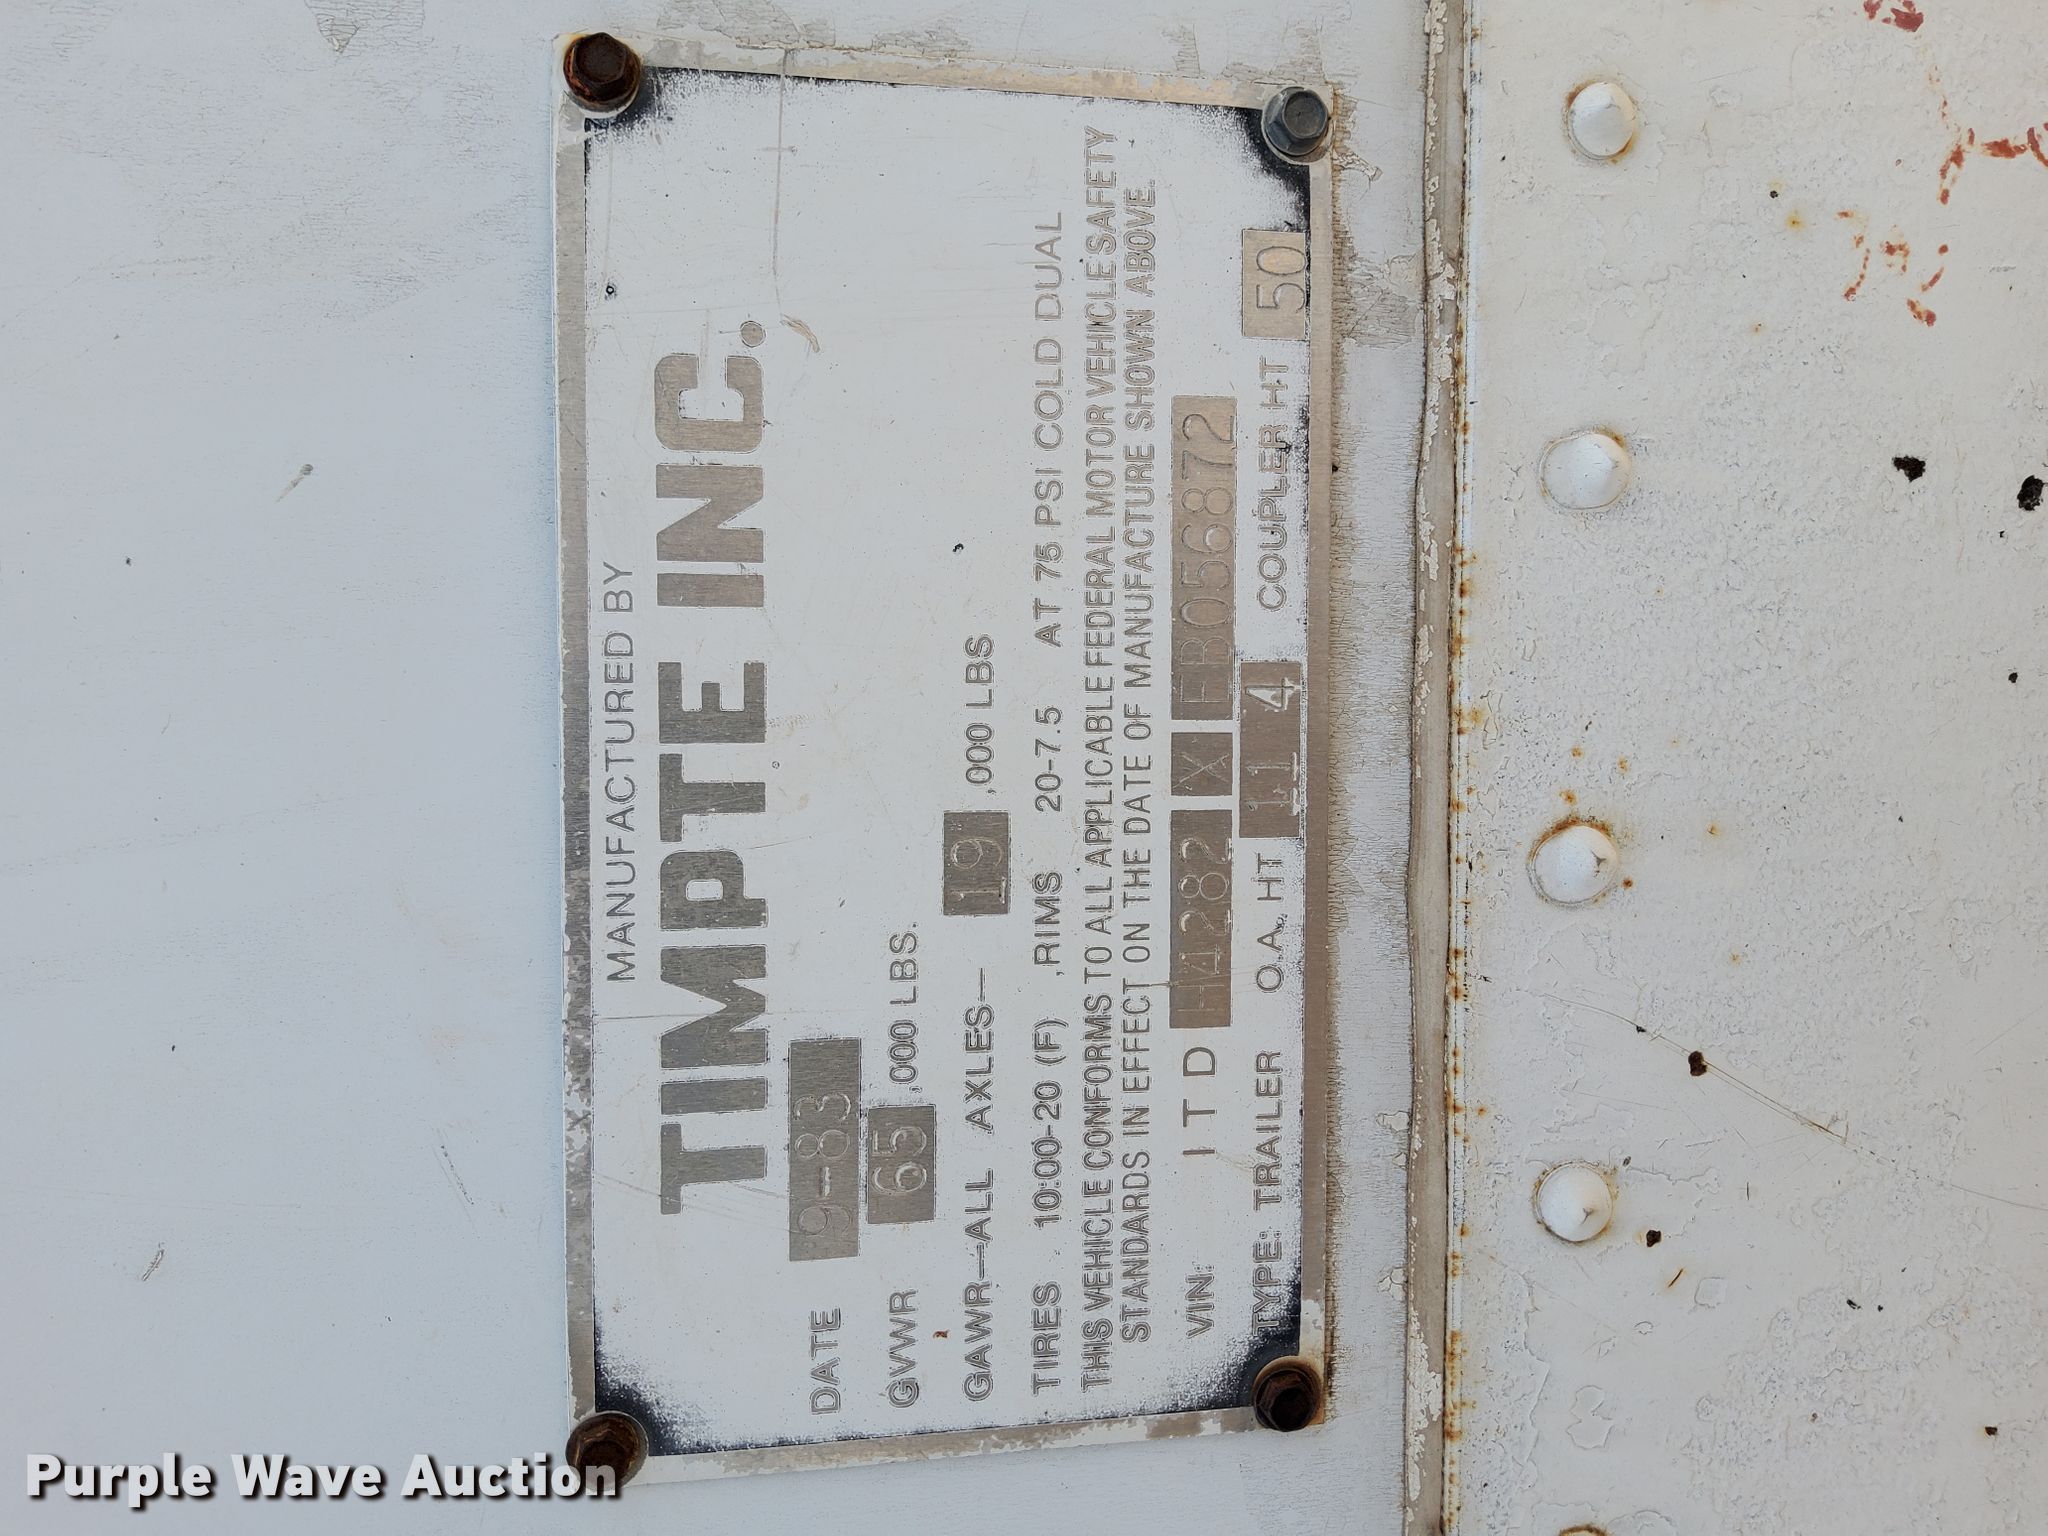 MANUFACTURED BY
TIMPTE INC.
DATE 9-83
GVWR 65 ,000 LBS.
GAWR—ALL AXLES— 19 ,000 LBS
TIRES 10:00-20 (F) ,RIMS 20-7.5 AT 75 PSI COLD DUAL
THIS VEHICLE CONFORMS TO ALL APPLICABLE FEDERAL MOTOR VEHICLE SAFETY
STANDARDS IN EFFECT ON THE DATE OF MANUFACTURE SHOWN ABOVE.
VIN: ITD H4282 X EB056872
TYPE: TRAILER O.A. HT 11 4 COUPLER HT 50
Purple Wave Auction